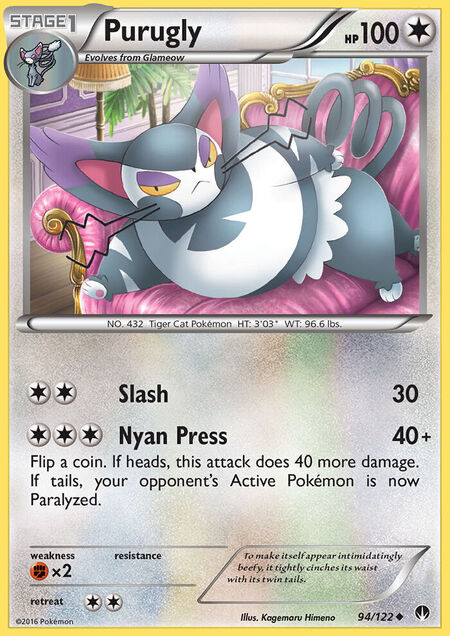 STAGE1
Purugly
HP100
Evolves from Glameow
NO. 432 Tiger Cat Pokémon HT: 3'03" WT: 96.6 lbs.
Slash 30
Nyan Press 40+
Flip a coin. If heads, this attack does 40 more damage.
If tails, your opponent's Active Pokémon is now
Paralyzed.
weakness resistance
×2
retreat
To make itself appear intimidatingly
beefy, it tightly cinches its waist
with its twin tails.
©2016 Pokémon
Illus. Kagemaru Himeno
94/122